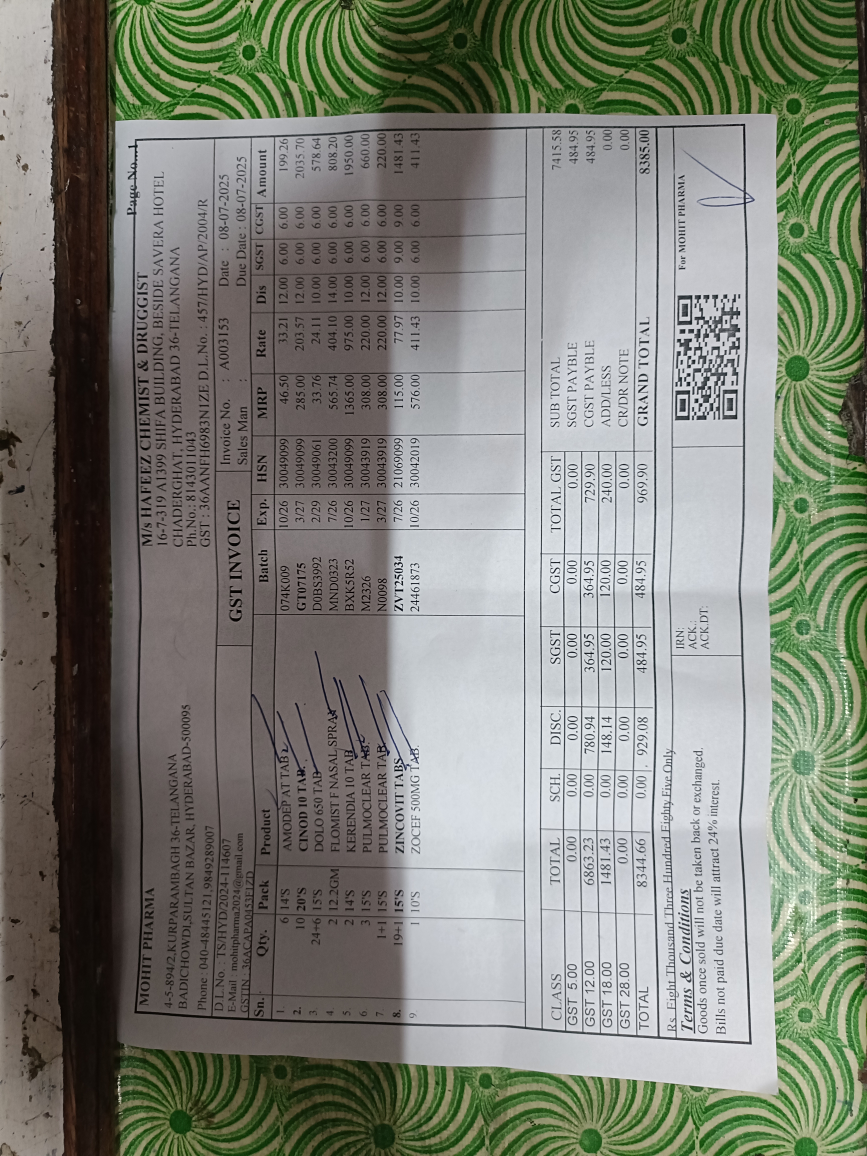 Page No...1
MOHIT PHARMA
4-5-894/2,KURPARAMBAGH 36-TELANGANA
BADICHOWDI,SULTAN BAZAR, HYDERABAD-500095
Phone : 040-48445121,9849289007
D.L.No. : TS/HYD/2024-114607
E-Mail : mohitpharma2024@gmail.com
GSTIN : 36ACAPA0453F1ZD
M/s HAFEEZ CHEMIST & DRUGGIST
16-7-319 A1399 SHIFA BUILDING, BESIDE SAVERA HOTEL
CHADERGHAT, HYDERABAD 36-TELANGANA
Ph.No.: 8143011043
GST : 36AANFH6983N1ZE D.L.No. : 457/HYD/AP/2004/R
GST INVOICE
Invoice No. : A003153 Date : 08-07-2025
Sales Man : Due Date : 08-07-2025
Sn. Qty. Pack Product Batch Exp. HSN MRP Rate Dis SGST CGST Amount
1. 6 14'S AMODEP AT TAB 074K009 10/26 30049099 46.50 33.21 12.00 6.00 6.00 199.26
2. 10 20'S CINOD 10 TAB. GT07175 3/27 30049099 285.00 203.57 12.00 6.00 6.00 2035.70
3. 24+6 15'S DOLO 650 TAB D0BS3992 2/29 30049061 33.76 24.11 10.00 6.00 6.00 578.64
4. 2 12.2GM FLOMIST F NASAL SPRAY MND0323 7/26 30043200 565.74 404.10 14.00 6.00 6.00 808.20
5. 2 14'S KERENDIA 10 TAB BXK5R52 10/26 30049099 1365.00 975.00 10.00 6.00 6.00 1950.00
6. 3 15'S PULMOCLEAR TABS M2326 1/27 30043919 308.00 220.00 12.00 6.00 6.00 660.00
7. 1+1 15'S PULMOCLEAR TAB N0098 3/27 30043919 308.00 220.00 12.00 6.00 6.00 220.00
8. 19+1 15'S ZINCOVIT TABS ZVT25034 7/26 21069099 115.00 77.97 10.00 9.00 9.00 1481.43
9. 1 10'S ZOCEF 500MG TAB. 24461873 10/26 30042019 576.00 411.43 10.00 6.00 6.00 411.43
CLASS TOTAL SCH. DISC. SGST CGST TOTAL GST
GST 5.00 0.00 0.00 0.00 0.00 0.00 0.00
GST 12.00 6863.23 0.00 780.94 364.95 364.95 729.90
GST 18.00 1481.43 0.00 148.14 120.00 120.00 240.00
GST 28.00 0.00 0.00 0.00 0.00 0.00 0.00
TOTAL 8344.66 0.00 929.08 484.95 484.95 969.90
SUB TOTAL 7415.58
SGST PAYBLE 484.95
CGST PAYBLE 484.95
ADD/LESS 0.00
CR/DR NOTE 0.00
GRAND TOTAL 8385.00
Rs. Eight Thousand Three Hundred Eighty Five Only
Terms & Conditions
Goods once sold will not be taken back or exchanged.
Bills not paid due date will attract 24% interest.
IRN:
ACK.:
ACK.DT:
For MOHIT PHARMA